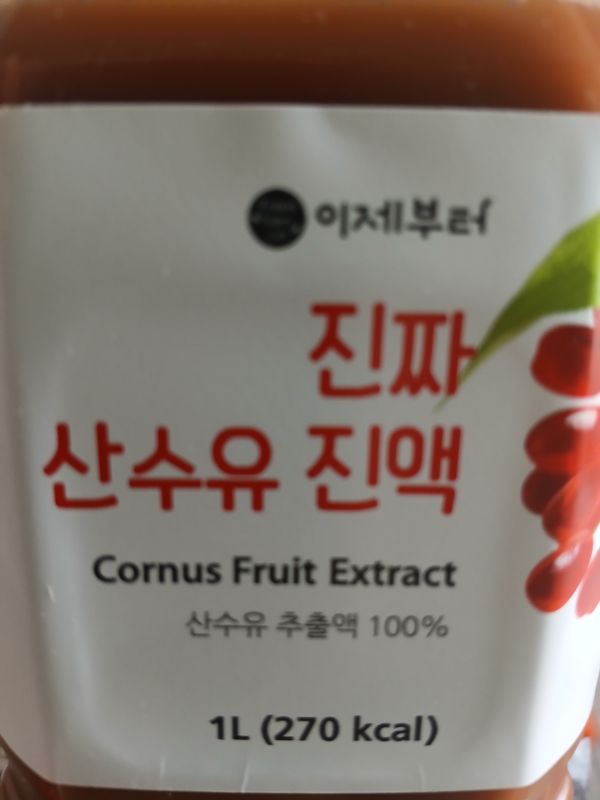 이제부터
진짜
산수유 진액
Cornus Fruit Extract
산수유 추출액 100%
1L (270 kcal)